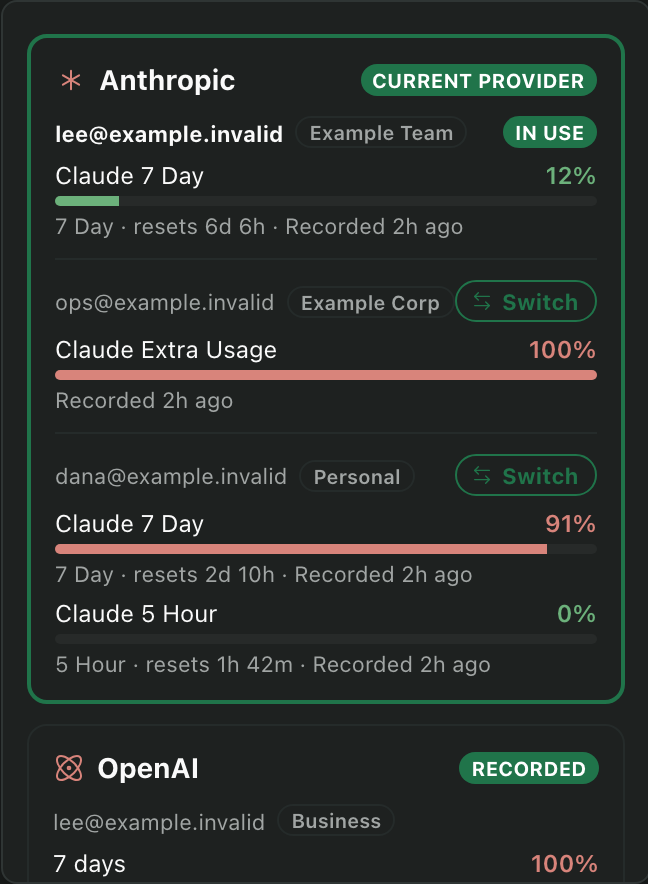 Anthropic CURRENT PROVIDER
lee@example.invalid Example Team IN USE
Claude 7 Day 12%
7 Day · resets 6d 6h · Recorded 2h ago
ops@example.invalid Example Corp Switch
Claude Extra Usage 100%
Recorded 2h ago
dana@example.invalid Personal Switch
Claude 7 Day 91%
7 Day · resets 2d 10h · Recorded 2h ago
Claude 5 Hour 0%
5 Hour · resets 1h 42m · Recorded 2h ago
OpenAI RECORDED
lee@example.invalid Business
7 days 100%